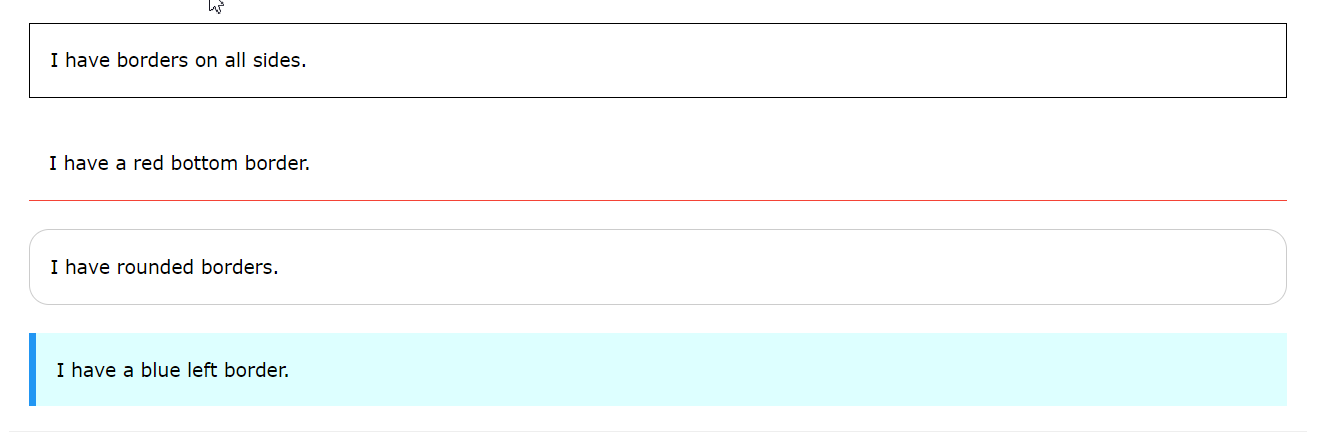 I have borders on all sides.
I have a red bottom border.
I have rounded borders.
I have a blue left border.